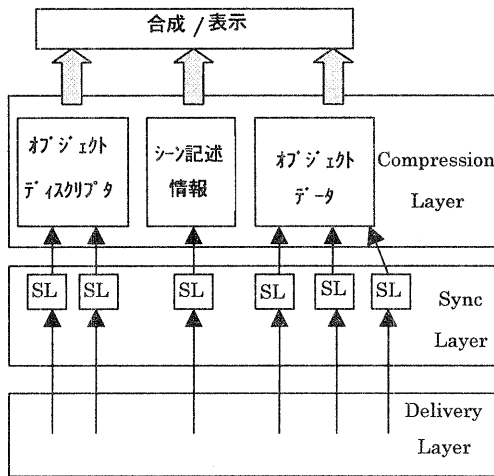 合成 / 表示
オブジェクト
ディスクリプタ
シーン記述
情報
オブジェクト
データ
Compression
Layer
SL
SL
SL
SL
SL
SL
Sync
Layer
Delivery
Layer